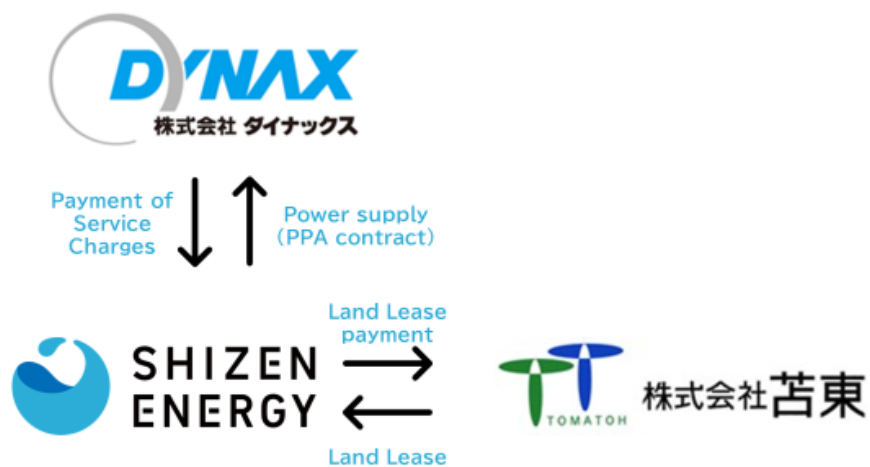 DYNAX
株式会社 ダイナックス
Payment of
Service
Charges
Power supply
(PPA contract)
Land Lease
payment
SHIZEN
ENERGY
Land Lease
TOMATOH
株式会社苫東